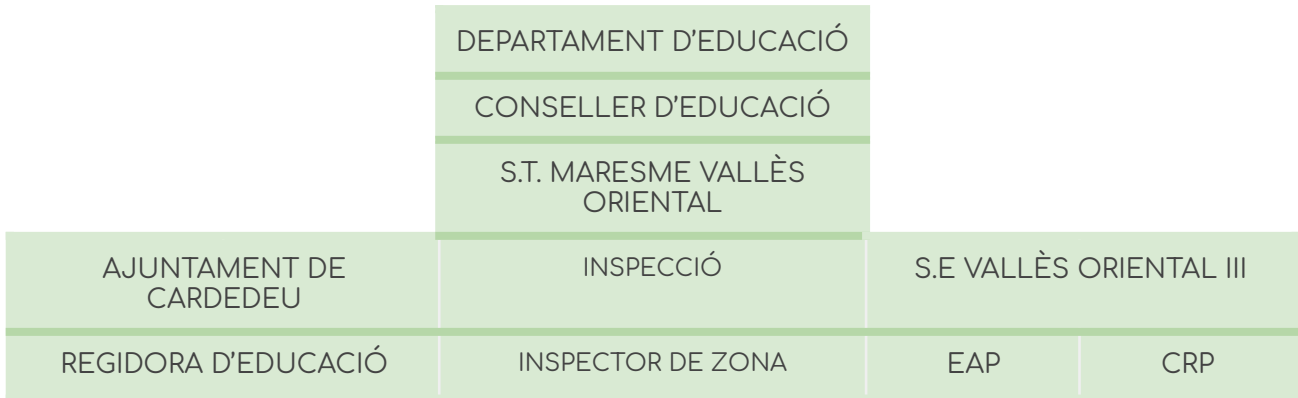 DEPARTAMENT D'EDUCACIÓ
CONSELLER D'EDUCACIÓ
S.T. MARESME VALLÈS
ORIENTAL
AJUNTAMENT DE
CARDEDEU
INSPECCIÓ
S.E VALLÈS ORIENTAL III
REGIDORA D'EDUCACIÓ
INSPECTOR DE ZONA
EAP
CRP